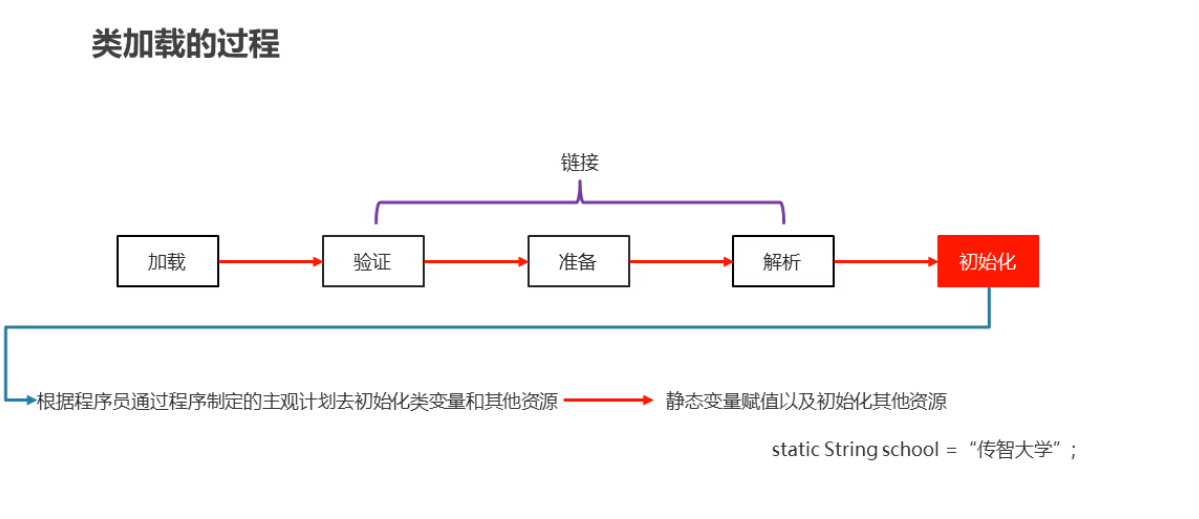 类加载的过程
链接
加载
验证
准备
解析
初始化
根据程序员通过程序制定的主观计划去初始化类变量和其他资源
静态变量赋值以及初始化其他资源
static String school =“传智大学”;